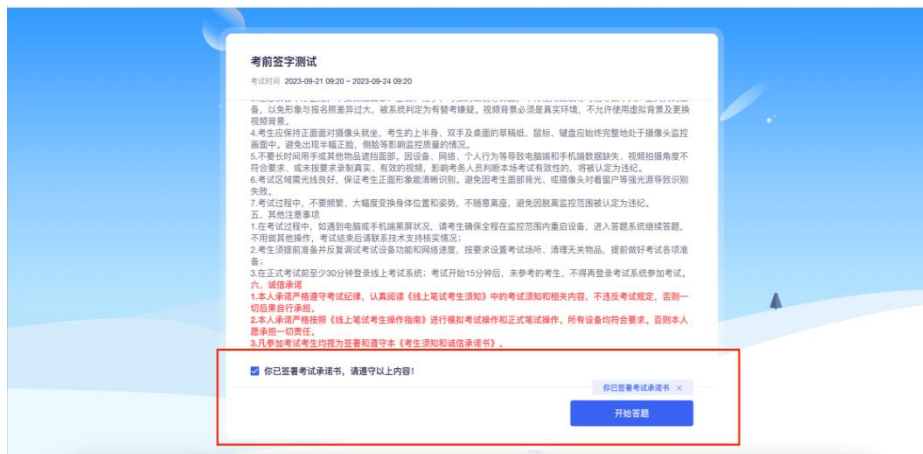 考前签字测试
考试时间 2023-09-21 09:20 ~ 2023-09-24 09:20
备，以免形象与报名照差异过大，被系统判定为有替考嫌疑。视频背景必须是真实环境，不允许使用虚拟背景及更换
视频背景。
4.考生应保持正面面对摄像头就坐，考生的上半身、双手及桌面的草稿纸、鼠标、键盘应始终完整地处于摄像头监控
画面中。避免出现半幅正脸，侧脸等影响监控质量的情况。
5.不要长时间用手或其他物品遮挡面部。因设备、网络、个人行为等导致电脑端和手机端数据缺失、视频拍摄角度不
符合要求、或未按要求录制真实、有效的视频，影响考务人员判断本场考试有效性的，将被认定为违纪。
6.考试区域需光线良好，保证考生正面形象能清晰识别。避免因考生面部背光、或摄像头对着窗户等强光源导致识别
失败。
7.考试过程中，不要频繁、大幅度变换身体位置和姿势，不随意离座，避免因脱离监控范围被认定为违纪。
五、其他注意事项
1.在考试过程中，如遇到电脑或手机端黑屏状况，请考生确保全程在监控范围内重启设备，进入答题系统继续答题，
不用做其他操作，考试结束后请联系技术支持核实情况；
2.考生须提前准备并反复调试考试设备功能和网络速度，按要求设置考试场所、清理无关物品，提前做好考试各项准
备；
3.在正式考试前至少30分钟登录线上考试系统；考试开始15分钟后，未参考的考生，不得再登录考试系统参加考试。
六、诚信承诺
1.本人承诺严格遵守考试纪律，认真阅读《线上笔试考生须知》中的考试须知和相关内容，不违反考试规定，否则一
切后果自行承担。
2.本人承诺严格按照《线上笔试考生操作指南》进行模拟考试操作和正式笔试操作。所有设备均符合要求。否则本人
愿承担一切责任。
3.凡参加考试考生均视为签署和遵守本《考生须知和诚信承诺书》。
你已签署考试承诺书，请遵守以上内容！
你已签署考试承诺书 ×
开始答题